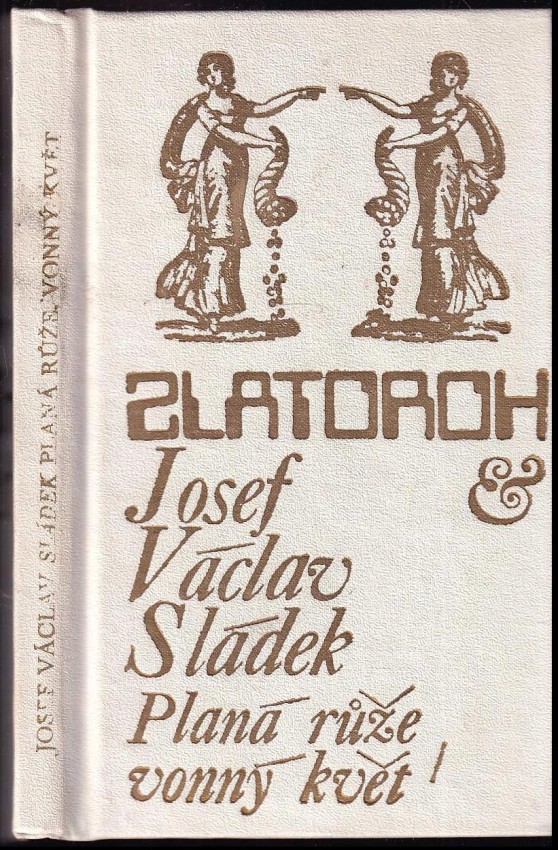 JOSEF VÁCLAV SLÁDEK PLANÁ RŮŽE, VONNÝ KVĚT
ZLATOROH
Josef &
Václav
Sládek
Planá růže
vonný květ